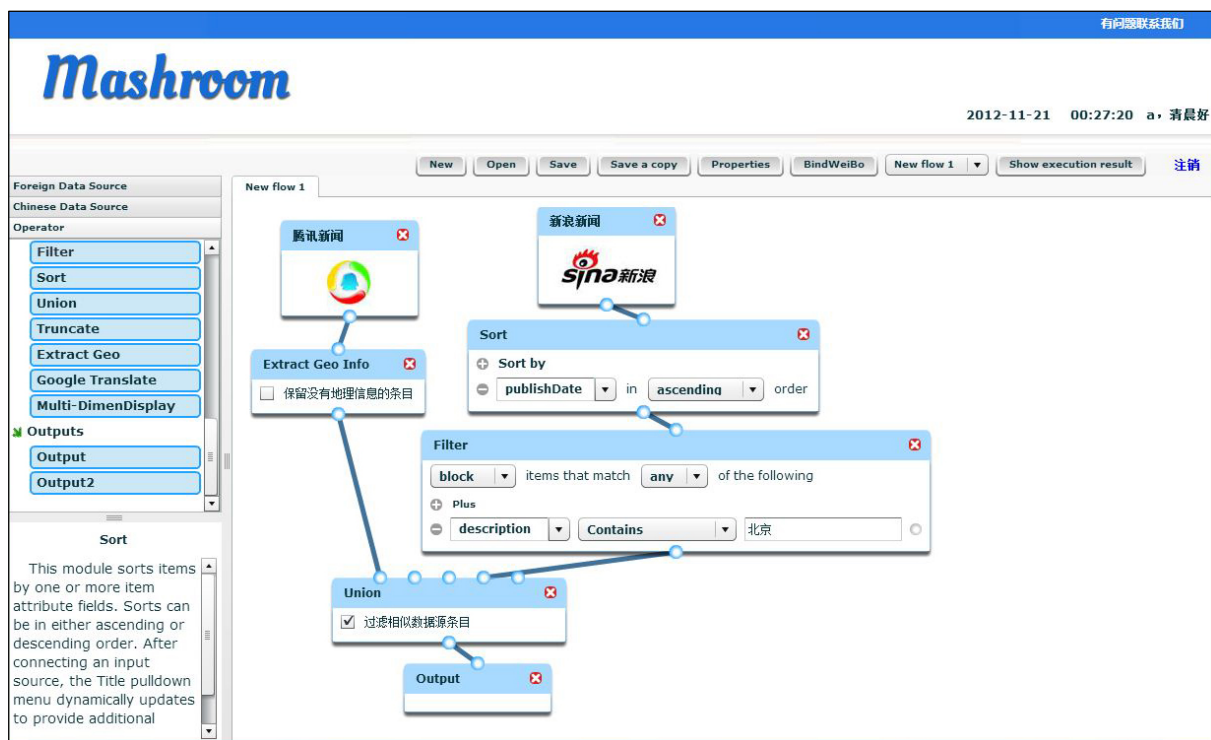 有问题联系我们
Mashroom
2012-11-21 00:27:20 a，清晨好
New Open Save Save a copy Properties BindWeiBo New flow 1 Show execution result 注销
Foreign Data Source
Chinese Data Source
Operator
Filter
Sort
Union
Truncate
Extract Geo
Google Translate
Multi-DimenDisplay
Outputs
Output
Output2
Sort
This module sorts items
by one or more item
attribute fields. Sorts can
be in either ascending or
descending order. After
connecting an input
source, the Title pulldown
menu dynamically updates
to provide additional
New flow 1
腾讯新闻
新浪新闻
sina新浪
Extract Geo Info
保留没有地理信息的条目
Sort
Sort by
publishDate in ascending order
Filter
block items that match any of the following
Plus
description Contains 北京
Union
过滤相似数据源条目
Output